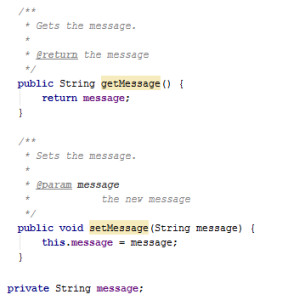 /**
 * Gets the message.
 *
 * @return the message
 */
public String getMessage() {
    return message;
}
/**
 * Sets the message.
 *
 * @param message
 *            the new message
 */
public void setMessage(String message) {
    this.message = message;
}
private String message;